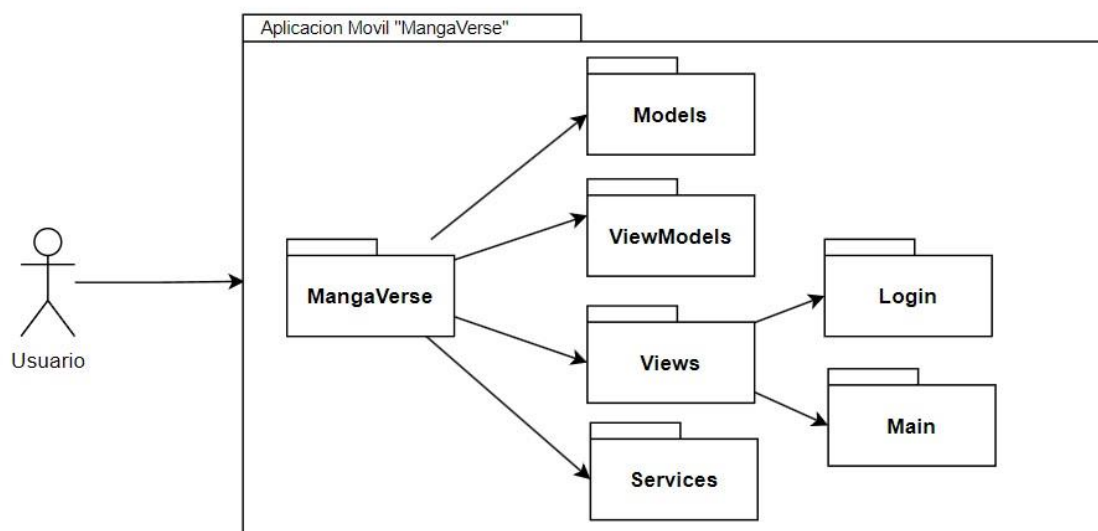 Aplicacion Movil "MangaVerse"
Models
ViewModels
MangaVerse
Login
Usuario
Views
Main
Services